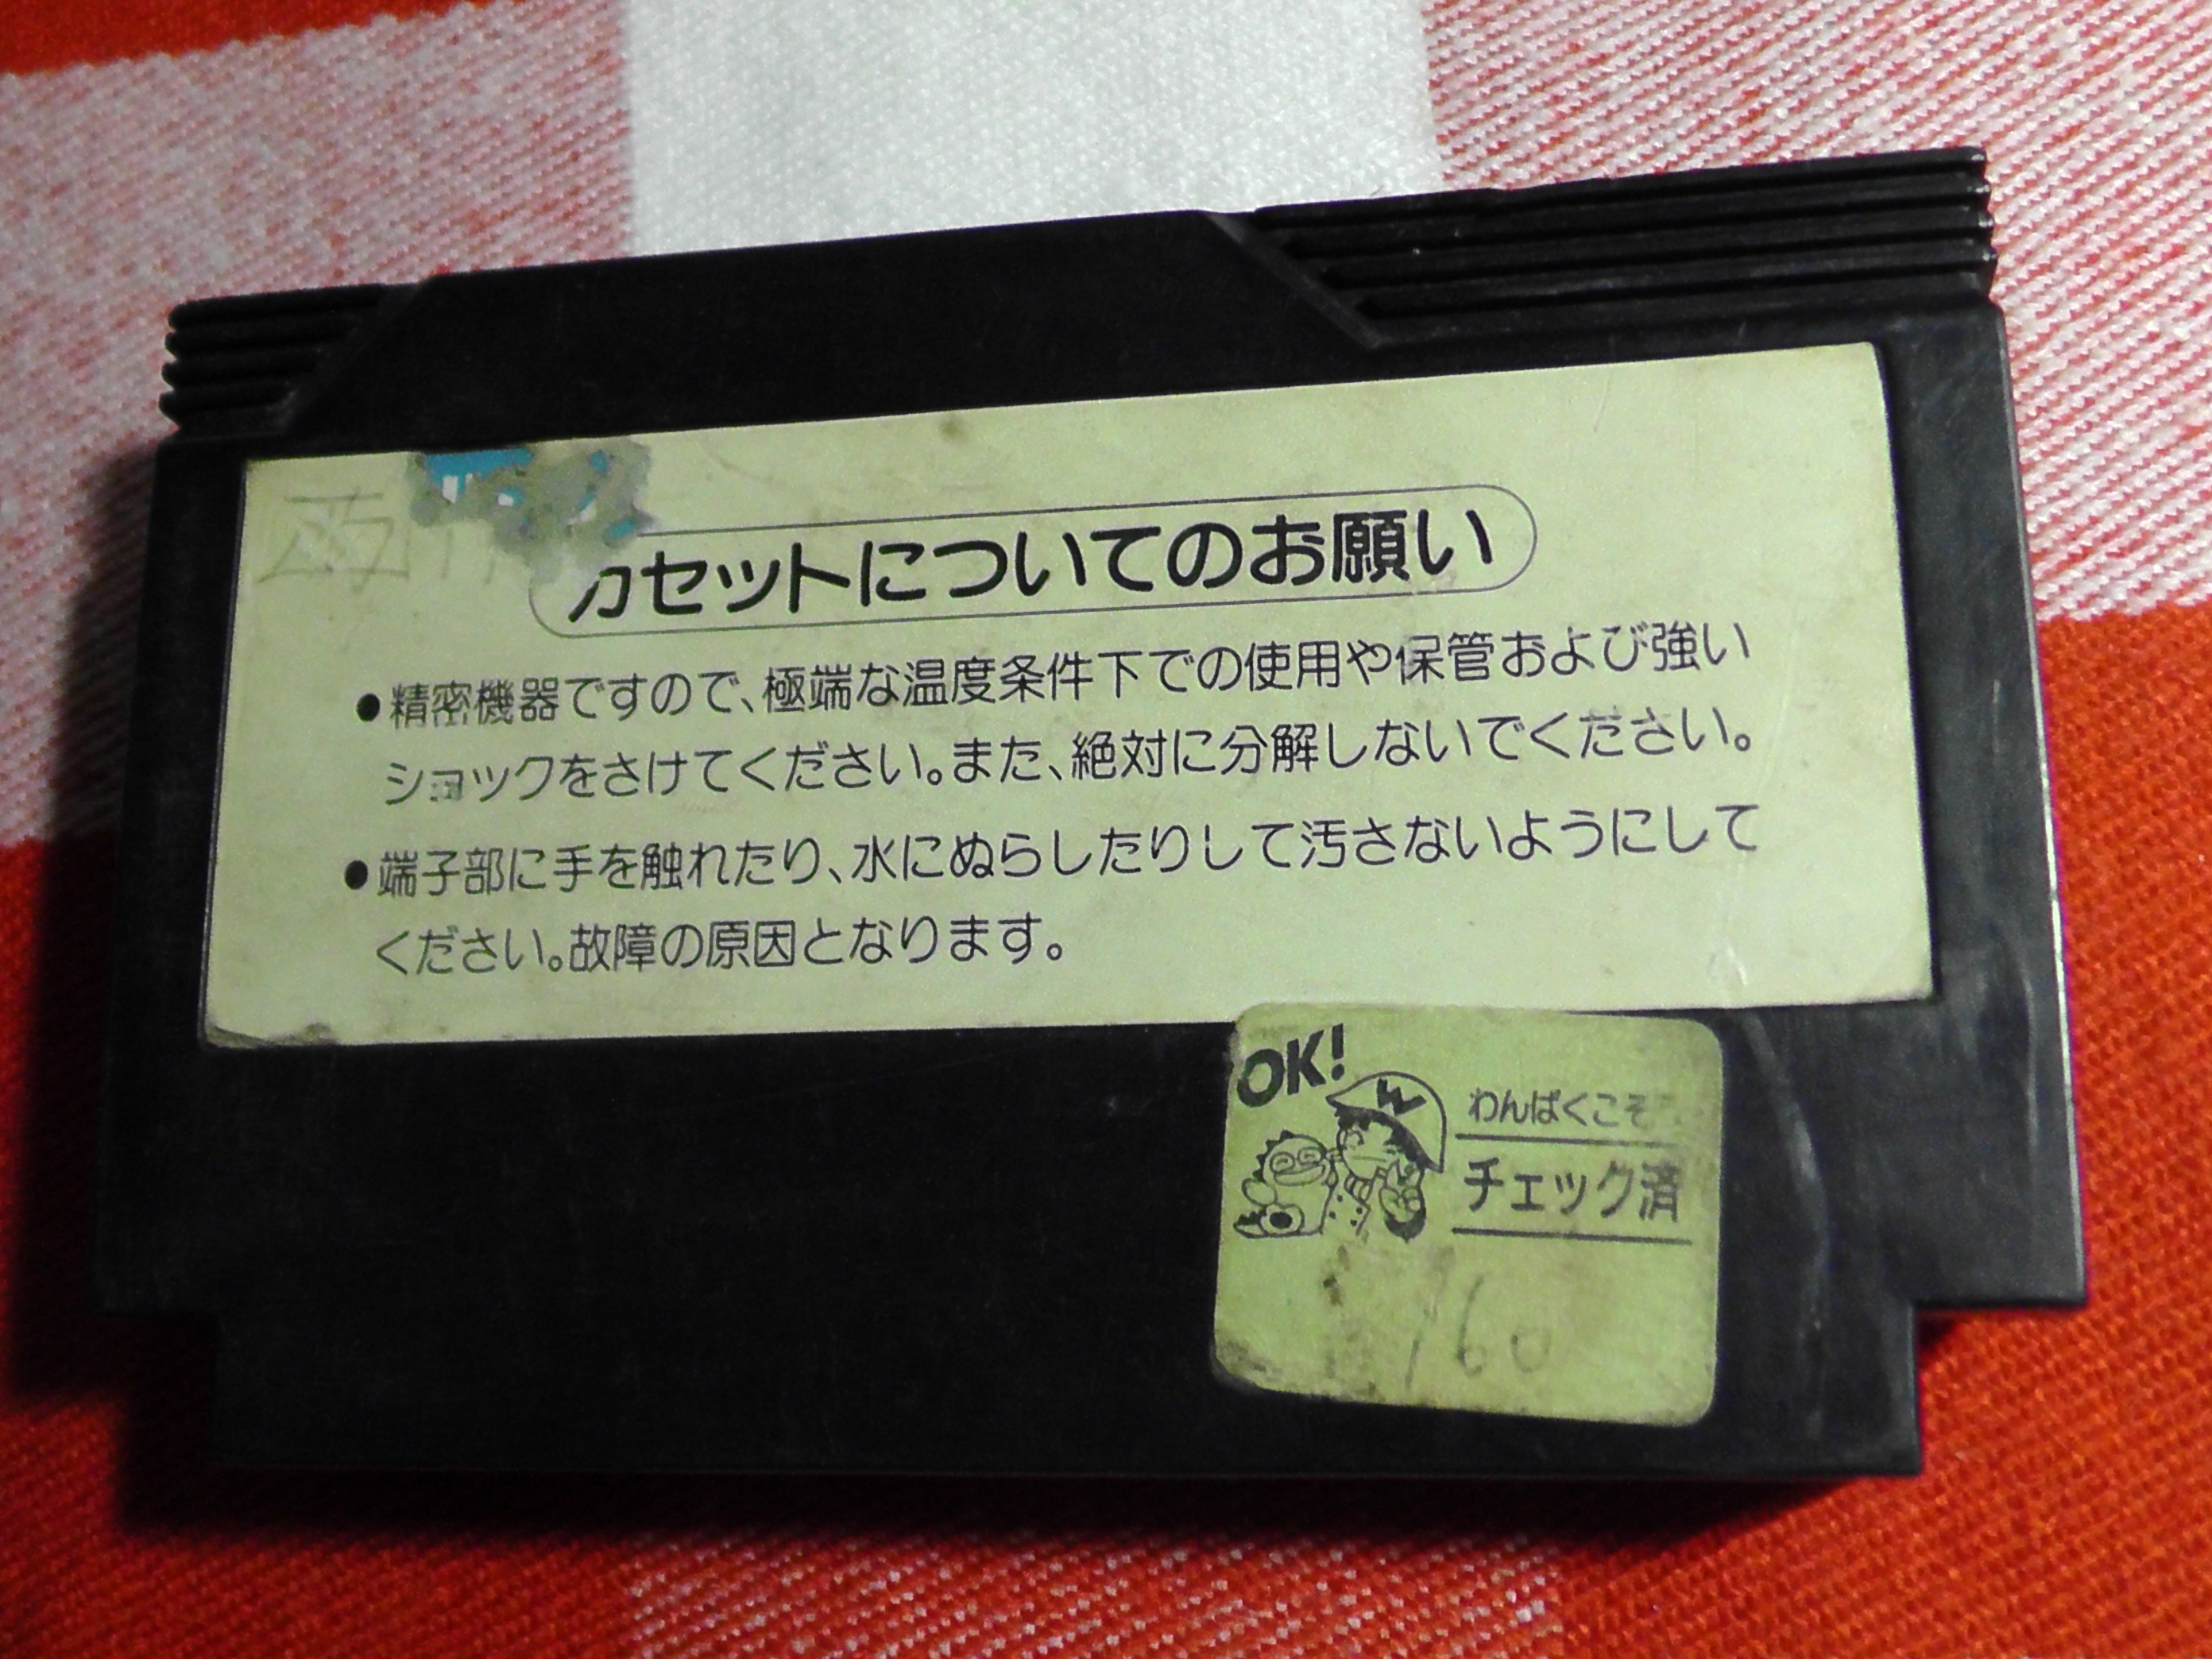 カセットについてのお願い
●精密機器ですので、極端な温度条件下での使用や保管および強い
ショックをさけてください。また、絶対に分解しないでください。
●端子部に手を触れたり、水にぬらしたりして汚さないようにして
ください。故障の原因となります。
OK!
W
わんぱくこぞ
チェック済
160